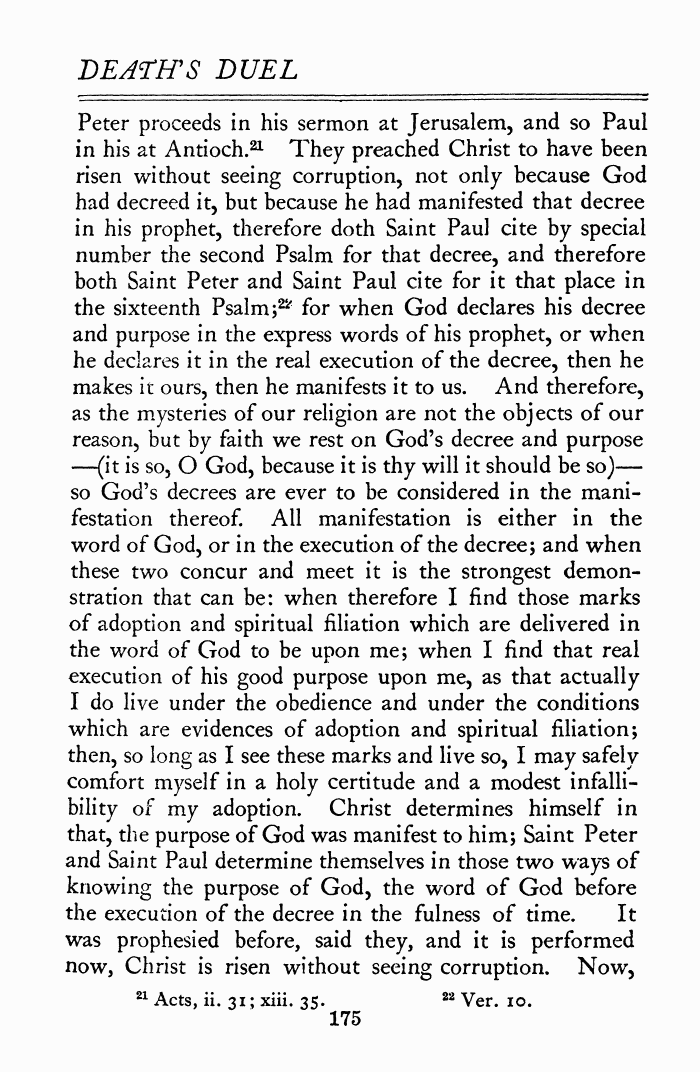 DEATH'S DUEL
Peter proceeds in his sermon at Jerusalem, and so Paul
in his at Antioch.²¹ They preached Christ to have been
risen without seeing corruption, not only because God
had decreed it, but because he had manifested that decree
in his prophet, therefore doth Saint Paul cite by special
number the second Psalm for that decree, and therefore
both Saint Peter and Saint Paul cite for it that place in
the sixteenth Psalm;²² for when God declares his decree
and purpose in the express words of his prophet, or when
he declares it in the real execution of the decree, then he
makes it ours, then he manifests it to us. And therefore,
as the mysteries of our religion are not the objects of our
reason, but by faith we rest on God's decree and purpose
—(it is so, O God, because it is thy will it should be so)—
so God's decrees are ever to be considered in the mani-
festation thereof. All manifestation is either in the
word of God, or in the execution of the decree; and when
these two concur and meet it is the strongest demon-
stration that can be: when therefore I find those marks
of adoption and spiritual filiation which are delivered in
the word of God to be upon me; when I find that real
execution of his good purpose upon me, as that actually
I do live under the obedience and under the conditions
which are evidences of adoption and spiritual filiation;
then, so long as I see these marks and live so, I may safely
comfort myself in a holy certitude and a modest infalli-
bility of my adoption. Christ determines himself in
that, the purpose of God was manifest to him; Saint Peter
and Saint Paul determine themselves in those two ways of
knowing the purpose of God, the word of God before
the execution of the decree in the fulness of time. It
was prophesied before, said they, and it is performed
now, Christ is risen without seeing corruption. Now,
²¹ Acts, ii. 31; xiii. 35. ²² Ver. 10.
175